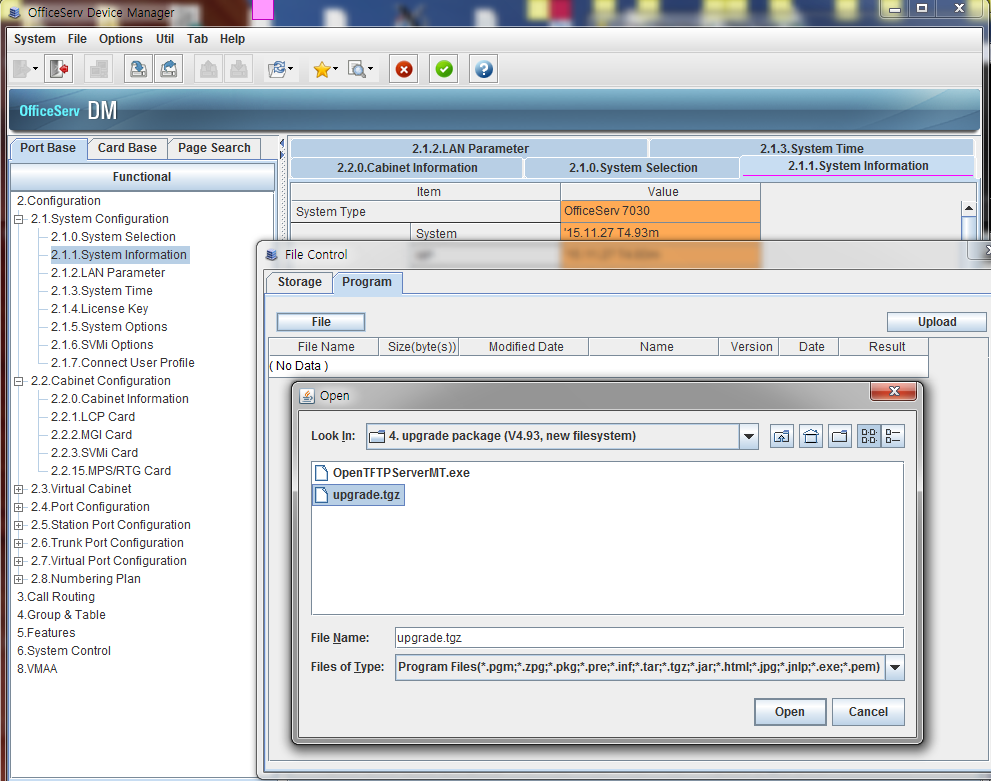 OfficeServ Device Manager
System File Options Util Tab Help
OfficeServ DM
Port Base Card Base Page Search
Functional
2.Configuration
2.1.System Configuration
2.1.0.System Selection
2.1.1.System Information
2.1.2.LAN Parameter
2.1.3.System Time
2.1.4.License Key
2.1.5.System Options
2.1.6.SVMi Options
2.1.7.Connect User Profile
2.2.Cabinet Configuration
2.2.0.Cabinet Information
2.2.1.LCP Card
2.2.2.MGI Card
2.2.3.SVMi Card
2.2.15.MPS/RTG Card
2.3.Virtual Cabinet
2.4.Port Configuration
2.5.Station Port Configuration
2.6.Trunk Port Configuration
2.7.Virtual Port Configuration
2.8.Numbering Plan
3.Call Routing
4.Group & Table
5.Features
6.System Control
8.VMAA
2.1.2.LAN Parameter 2.1.3.System Time
2.2.0.Cabinet Information 2.1.0.System Selection 2.1.1.System Information
Item Value
System Type OfficeServ 7030
System '15.11.27 T4.93m
File Control
Storage Program
File Upload
File Name Size(byte(s)) Modified Date Name Version Date Result
( No Data )
Open
Look In: 4. upgrade package (V4.93, new filesystem)
OpenTFTPServerMT.exe
upgrade.tgz
File Name: upgrade.tgz
Files of Type: Program Files(*.pgm;*.zpg;*.pkg;*.pre;*.inf;*.tar;*.tgz;*.jar;*.html;*.jpg;*.jnlp;*.exe;*.pem)
Open Cancel